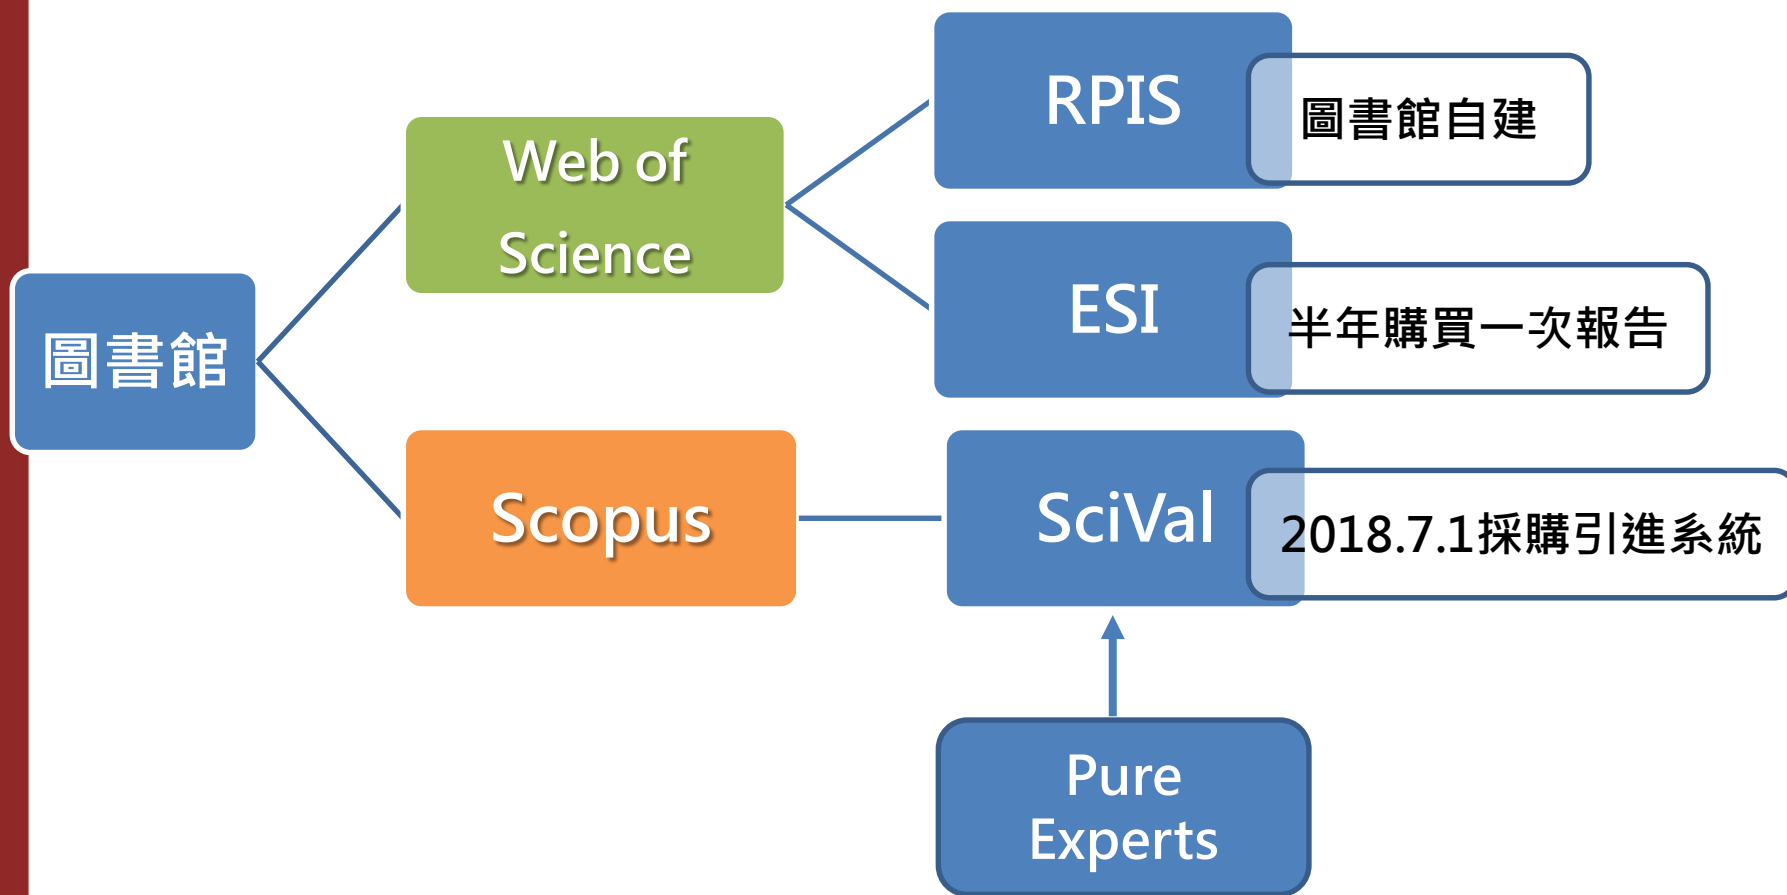 圖書館
Web of
Science
RPIS
圖書館自建
ESI
半年購買一次報告
Scopus
SciVal
2018.7.1採購引進系統
Pure
Experts